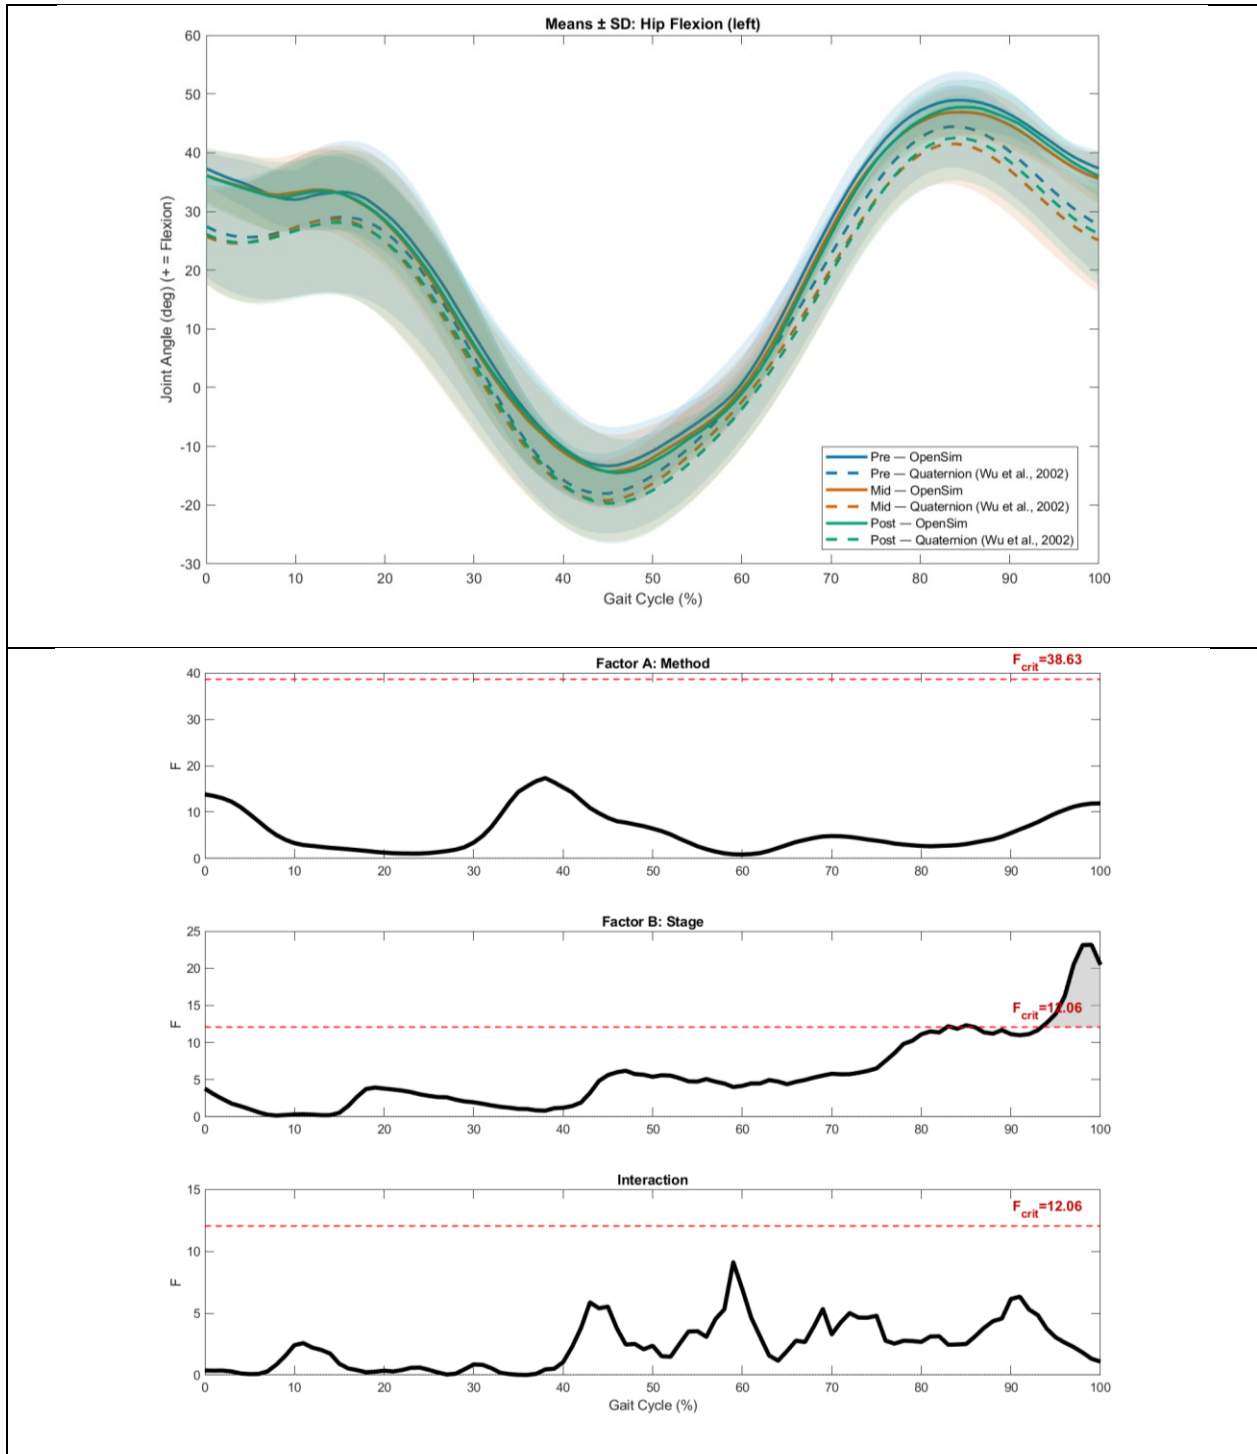 Means ± SD: Hip Flexion (left)
60
50
40
30
20
10
0
-10
-20
-30
Joint Angle (deg) (+ = Flexion)
Pre — OpenSim
Pre — Quaternion (Wu et al., 2002)
Mid — OpenSim
Mid — Quaternion (Wu et al., 2002)
Post — OpenSim
Post — Quaternion (Wu et al., 2002)
0 10 20 30 40 50 60 70 80 90 100
Gait Cycle (%)
Factor A: Method
Fcrit=38.63
40
30
20
10
0
F
0 10 20 30 40 50 60 70 80 90 100
Factor B: Stage
25
20
15
10
5
0
F
Fcrit=12.06
0 10 20 30 40 50 60 70 80 90 100
Interaction
15
10
5
0
F
Fcrit=12.06
0 10 20 30 40 50 60 70 80 90 100
Gait Cycle (%)